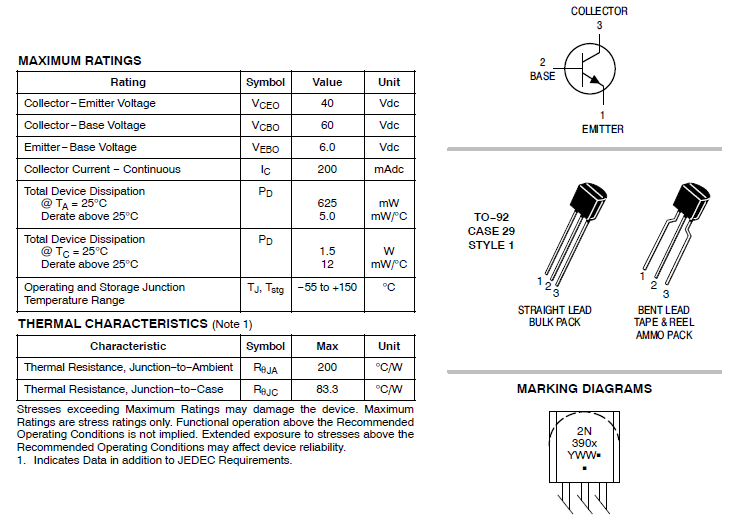 MAXIMUM RATINGS
Rating Symbol Value Unit
Collector−Emitter Voltage VCEO 40 Vdc
Collector−Base Voltage VCBO 60 Vdc
Emitter−Base Voltage VEBO 6.0 Vdc
Collector Current − Continuous IC 200 mAdc
Total Device Dissipation PD
@ TA = 25°C 625 mW
Derate above 25°C 5.0 mW/°C
Total Device Dissipation PD
@ TC = 25°C 1.5 W
Derate above 25°C 12 mW/°C
Operating and Storage Junction TJ, Tstg −55 to +150 °C
Temperature Range
THERMAL CHARACTERISTICS (Note 1)
Characteristic Symbol Max Unit
Thermal Resistance, Junction−to−Ambient RθJA 200 °C/W
Thermal Resistance, Junction−to−Case RθJC 83.3 °C/W
Stresses exceeding Maximum Ratings may damage the device. Maximum
Ratings are stress ratings only. Functional operation above the Recommended
Operating Conditions is not implied. Extended exposure to stresses above the
Recommended Operating Conditions may affect device reliability.
1. Indicates Data in addition to JEDEC Requirements.
COLLECTOR
3
2
BASE
1
EMITTER
TO−92
CASE 29
STYLE 1
1
2
3
STRAIGHT LEAD
BULK PACK
1
2
3
BENT LEAD
TAPE & REEL
AMMO PACK
MARKING DIAGRAMS
2N
390x
YWW▪
▪